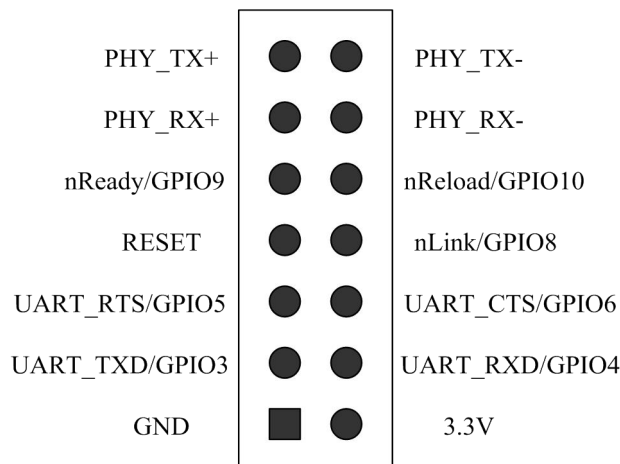 PHY_TX+ PHY_TX-
PHY_RX+ PHY_RX-
nReady/GPIO9 nReload/GPIO10
RESET nLink/GPIO8
UART_RTS/GPIO5 UART_CTS/GPIO6
UART_TXD/GPIO3 UART_RXD/GPIO4
GND 3.3V